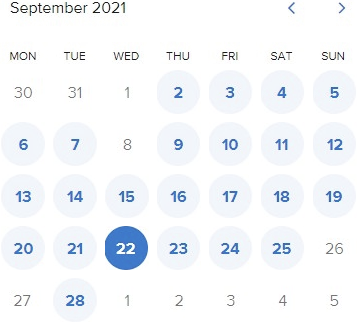 September 2021
MON TUE WED THU FRI SAT SUN
30 31 1 2 3 4 5
6 7 8 9 10 11 12
13 14 15 16 17 18 19
20 21 22 23 24 25 26
27 28 1 2 3 4 5